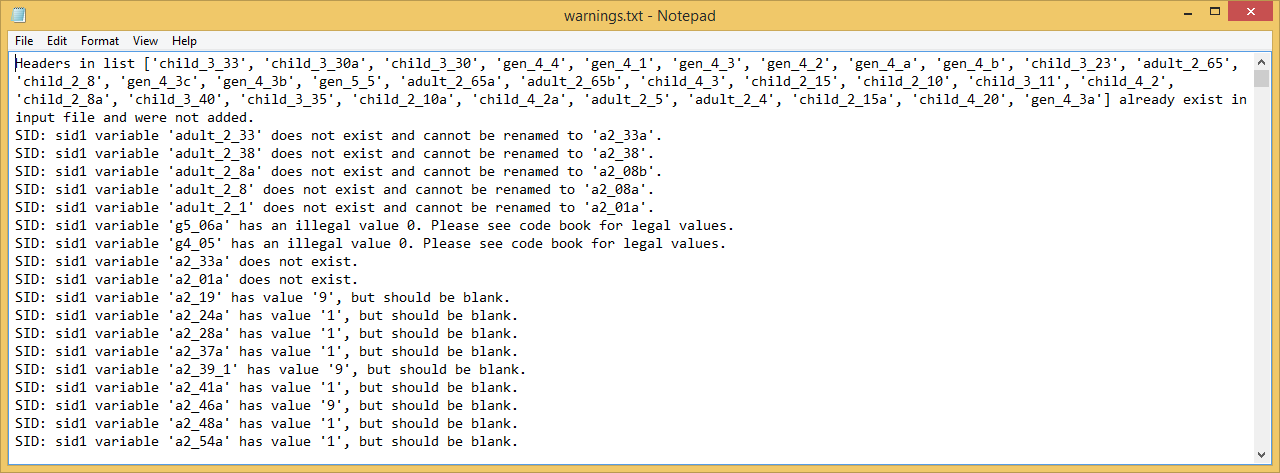 warnings.txt - Notepad
File Edit Format View Help
Headers in list ['child_3_33', 'child_3_30a', 'child_3_30', 'gen_4_4', 'gen_4_1', 'gen_4_3', 'gen_4_2', 'gen_4_a', 'gen_4_b', 'child_3_23', 'adult_2_65',
'child_2_8', 'gen_4_3c', 'gen_4_3b', 'gen_5_5', 'adult_2_65a', 'adult_2_65b', 'child_4_3', 'child_2_15', 'child_2_10', 'child_3_11', 'child_4_2',
'child_2_8a', 'child_3_40', 'child_3_35', 'child_2_10a', 'child_4_2a', 'adult_2_5', 'adult_2_4', 'child_2_15a', 'child_4_20', 'gen_4_3a'] already exist in
input file and were not added.
SID: sid1 variable 'adult_2_33' does not exist and cannot be renamed to 'a2_33a'.
SID: sid1 variable 'adult_2_38' does not exist and cannot be renamed to 'a2_38'.
SID: sid1 variable 'adult_2_8a' does not exist and cannot be renamed to 'a2_08b'.
SID: sid1 variable 'adult_2_8' does not exist and cannot be renamed to 'a2_08a'.
SID: sid1 variable 'adult_2_1' does not exist and cannot be renamed to 'a2_01a'.
SID: sid1 variable 'g5_06a' has an illegal value 0. Please see code book for legal values.
SID: sid1 variable 'g4_05' has an illegal value 0. Please see code book for legal values.
SID: sid1 variable 'a2_33a' does not exist.
SID: sid1 variable 'a2_01a' does not exist.
SID: sid1 variable 'a2_19' has value '9', but should be blank.
SID: sid1 variable 'a2_24a' has value '1', but should be blank.
SID: sid1 variable 'a2_28a' has value '1', but should be blank.
SID: sid1 variable 'a2_37a' has value '1', but should be blank.
SID: sid1 variable 'a2_39_1' has value '9', but should be blank.
SID: sid1 variable 'a2_41a' has value '1', but should be blank.
SID: sid1 variable 'a2_46a' has value '9', but should be blank.
SID: sid1 variable 'a2_48a' has value '1', but should be blank.
SID: sid1 variable 'a2_54a' has value '1', but should be blank.